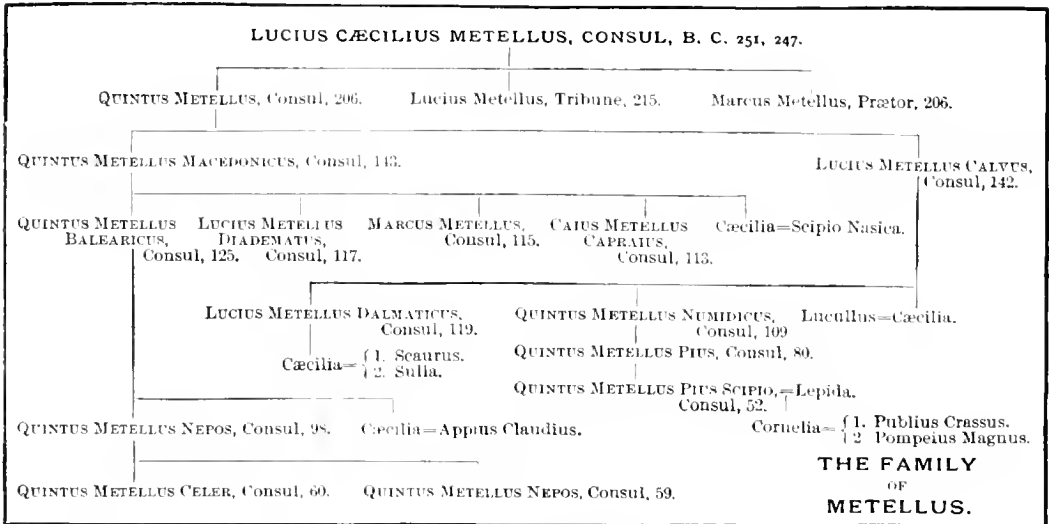 LUCIUS CÆCILIUS METELLUS, CONSUL, B. C. 251, 247.
QUINTUS METELLUS, Consul, 206. Lucius Metellus, Tribune, 215. Marcus Metellus, Prætor, 206.
QUINTUS METELLUS MACEDONICUS, Consul, 143. LUCIUS METELLUS CALVUS,
Consul, 142.
QUINTUS METELLUS LUCIUS METELLUS MARCUS METELLUS, CAIUS METELLUS Cæcilia=Scipio Nasica.
BALEARICUS, DIADEMATUS, Consul, 115. CAPRAIUS,
Consul, 125. Consul, 117. Consul, 113.
LUCIUS METELLUS DALMATICUS, QUINTUS METELLUS NUMIDICUS, Lucullus=Cæcilia.
Consul, 119. Consul, 109
Cæcilia= { 1. Scaurus. QUINTUS METELLUS PIUS, Consul, 80.
2. Sulla.
QUINTUS METELLUS PIUS SCIPIO,=Lepida.
Consul, 52.
QUINTUS METELLUS NEPOS, Consul, 98. Cæcilia=Appius Claudius. Cornelia= { 1. Publius Crassus.
2 Pompeius Magnus.
QUINTUS METELLUS CELER, Consul, 60. QUINTUS METELLUS NEPOS, Consul, 59.
THE FAMILY
OF
METELLUS.